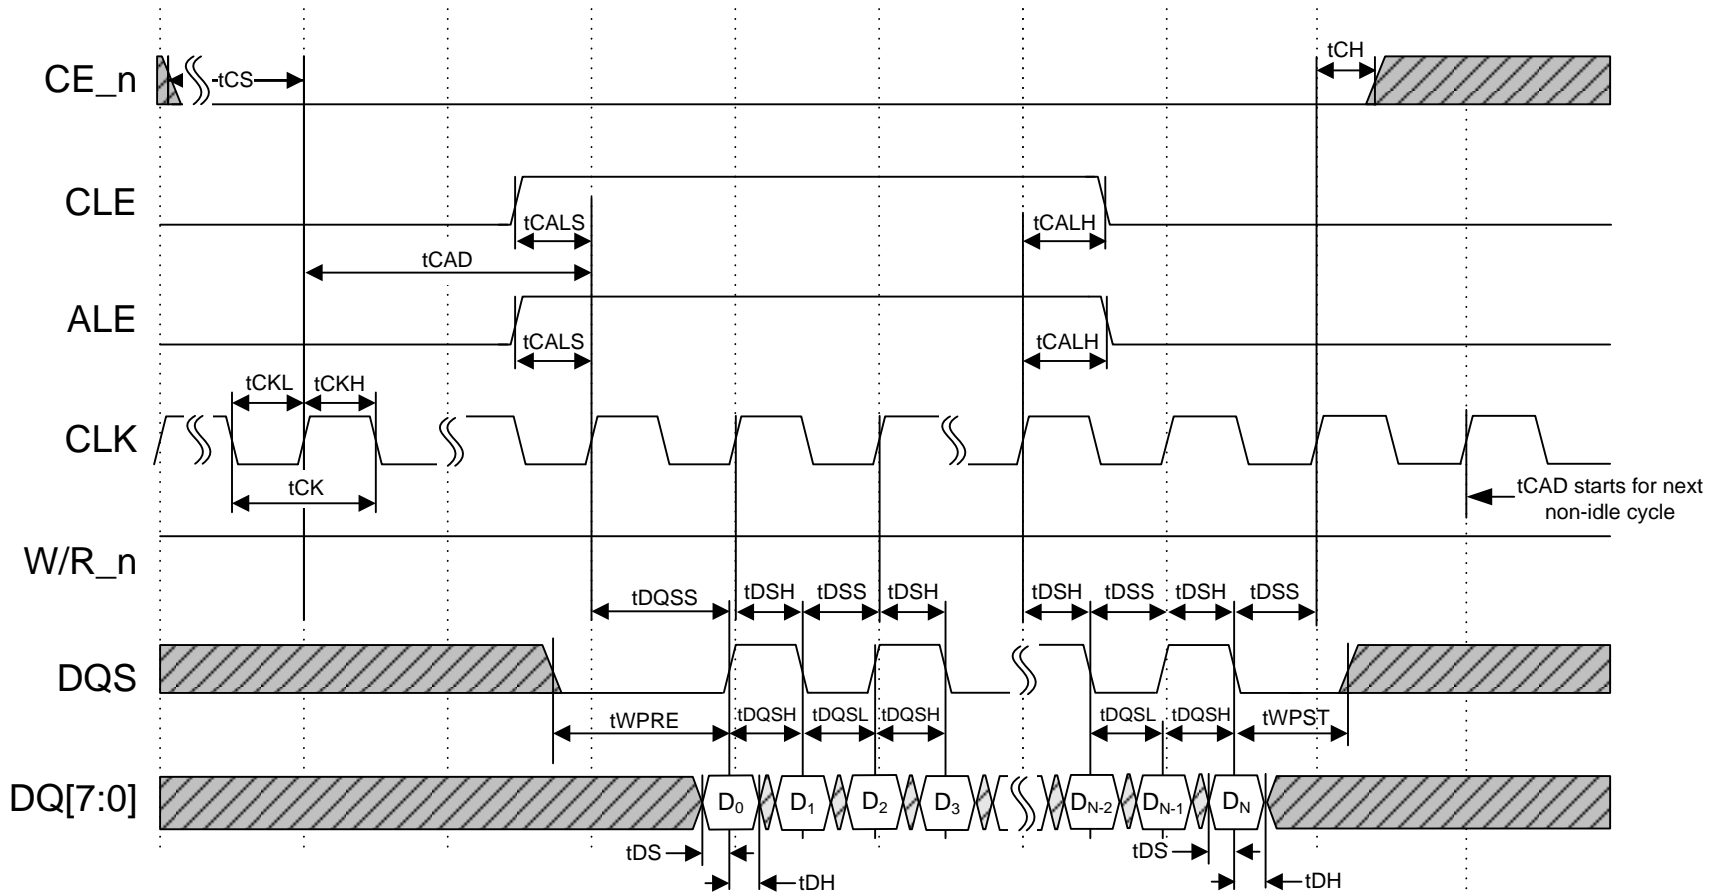 tCH
CE_n
tCS
CLE
tCALS
tCALH
tCAD
ALE
tCALS
tCALH
tCKL
tCKH
CLK
tCK
tCAD starts for next
non-idle cycle
W/R_n
tDQSS
tDSH
tDSS
tDSH
tDSH
tDSS
tDSH
tDSS
DQS
tWPRE
tDQSH
tDQSL
tDQSH
tDQSL
tDQSH
tWPST
DQ[7:0]
D0
D1
D2
D3
DN-2
DN-1
DN
tDS
tDS
tDH
tDH